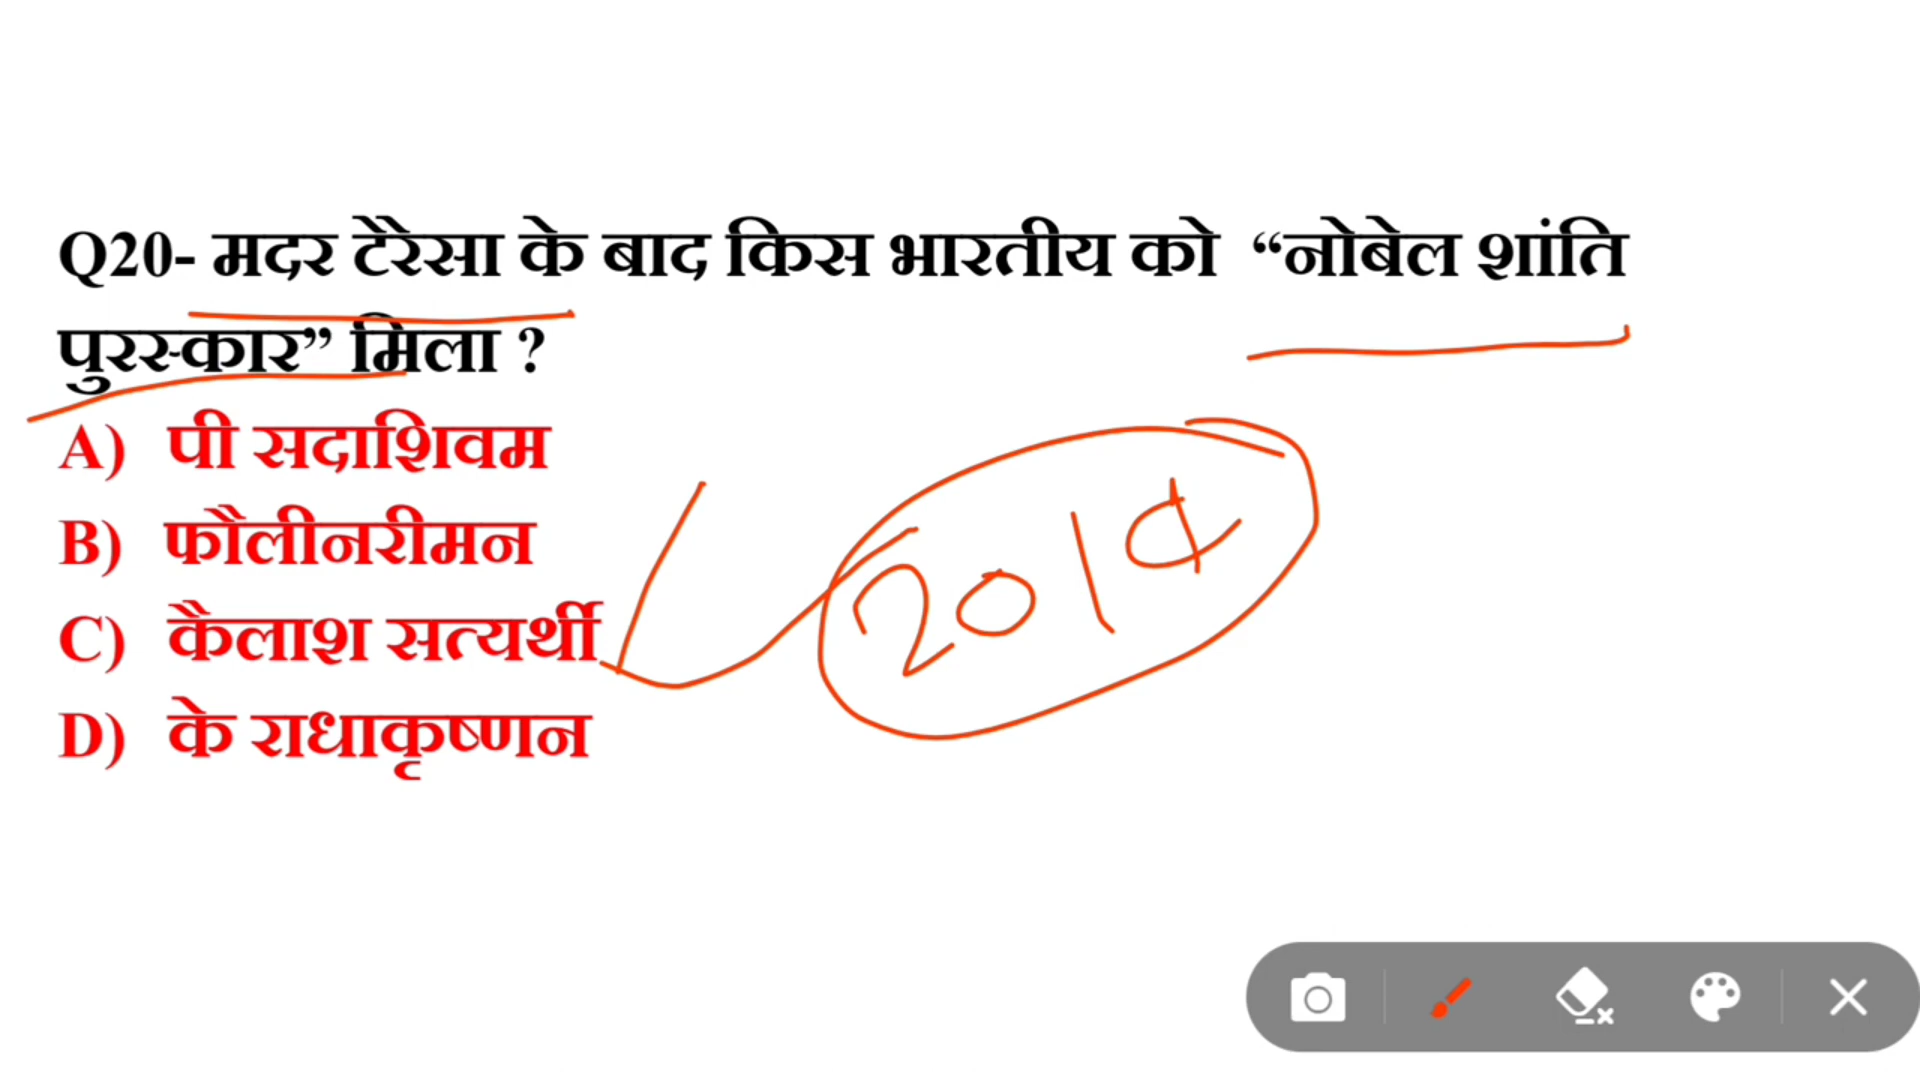 Q20- मदर टेरेसा के बाद किस भारतीय को “नोबेल शांति
पुरस्कार” मिला ?
A) पी सदाशिवम
B) फौलीनरीमन
C) कैलाश सत्यर्थी
D) के राधाकृष्णन
2014